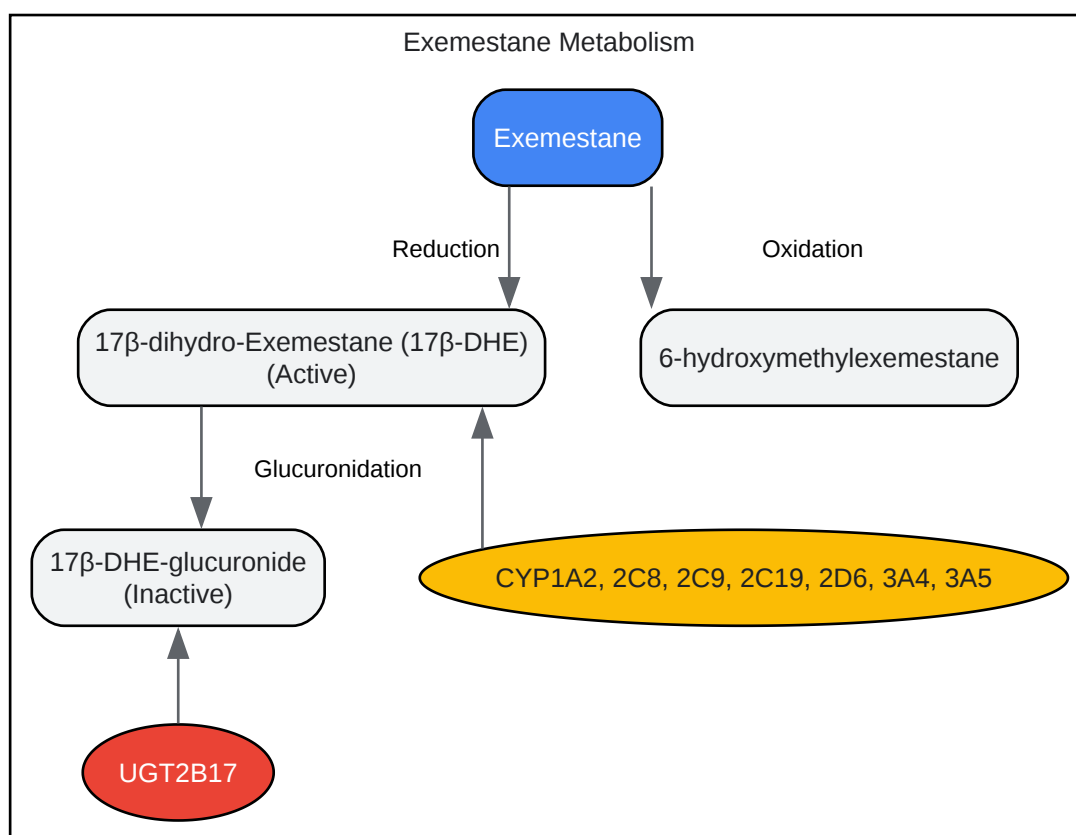 Exemestane Metabolism
Exemestane
Reduction
Oxidation
17β-dihydro-Exemestane (17β-DHE)
(Active)
6-hydroxymethylexemestane
Glucuronidation
17β-DHE-glucuronide
(Inactive)
CYP1A2, 2C8, 2C9, 2C19, 2D6, 3A4, 3A5
UGT2B17